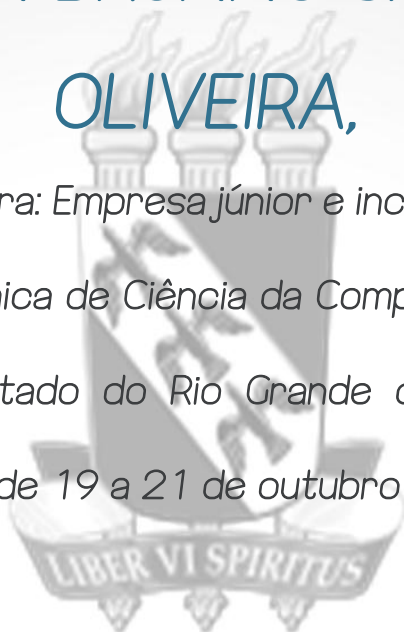 OLIVEIRA,
ra: Empresa júnior e inc
nica de Ciência da Comp
tado do Rio Grande
de 19 a 21 de outubro
LIBER VI SPIRITUS